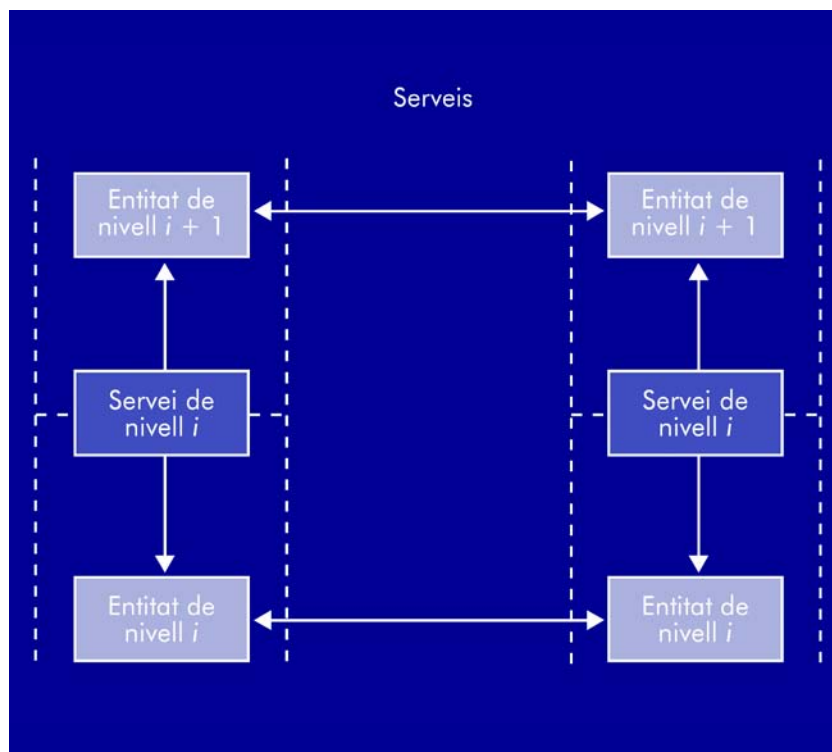 Serveis
Entitat de
nivell i + 1
Entitat de
nivell i + 1
Servei de
nivell i
Servei de
nivell i
Entitat de
nivell i
Entitat de
nivell i